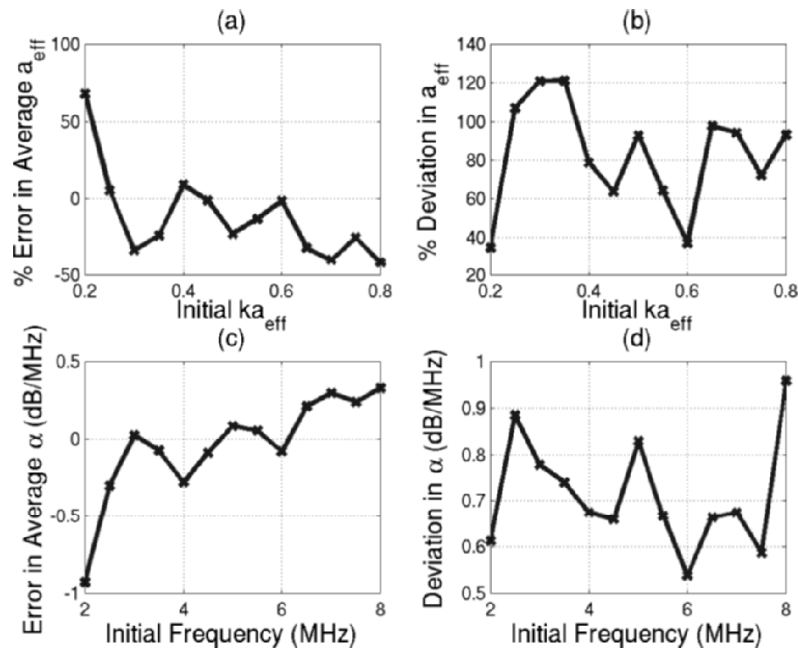 (a)
% Error in Average a_eff
100
50
0
-50
0.2 0.4 0.6 0.8
Initial ka_eff
(b)
% Deviation in a_eff
140
120
100
80
60
40
20
0.2 0.4 0.6 0.8
Initial ka_eff
(c)
Error in Average α (dB/MHz)
0.5
0
-0.5
-1
2 4 6 8
Initial Frequency (MHz)
(d)
Deviation in α (dB/MHz)
1
0.9
0.8
0.7
0.6
0.5
2 4 6 8
Initial Frequency (MHz)